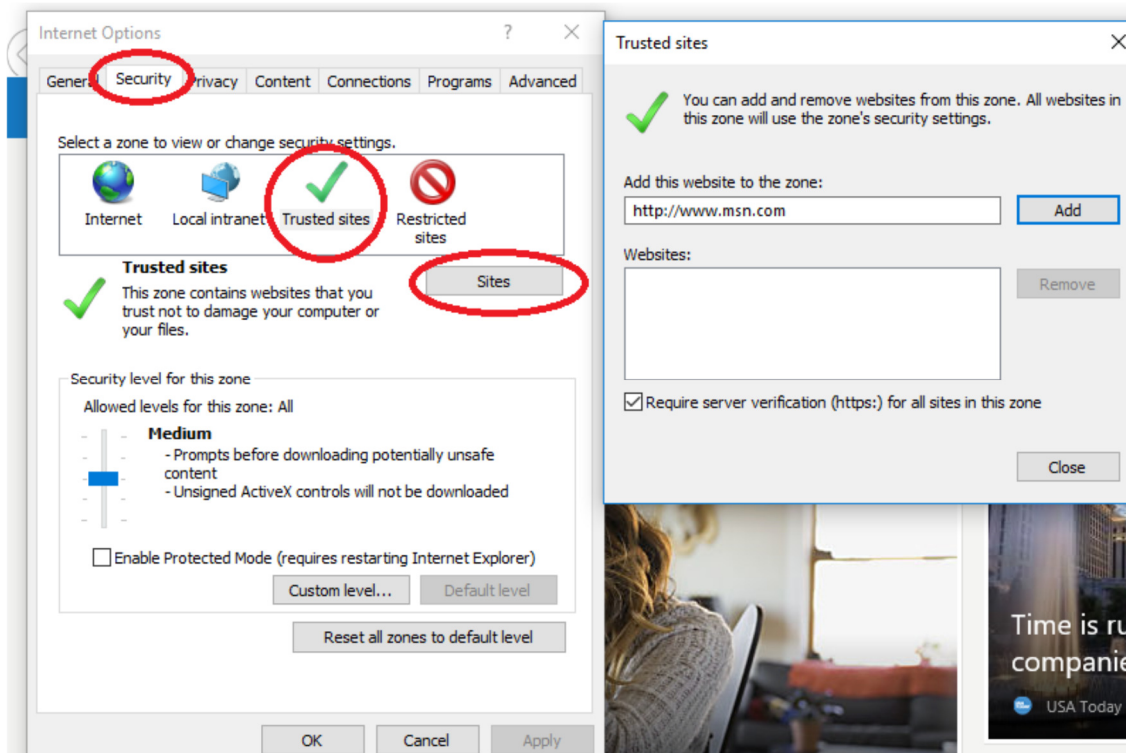 Internet Options
?
General
Security
Privacy
Content
Connections
Programs
Advanced
Select a zone to view or change security settings.
Internet
Local intranet
Trusted sites
Restricted
sites
Trusted sites
This zone contains websites that you
trust not to damage your computer or
your files.
Sites
Security level for this zone
Allowed levels for this zone: All
Medium
- Prompts before downloading potentially unsafe
content
- Unsigned ActiveX controls will not be downloaded
Enable Protected Mode (requires restarting Internet Explorer)
Custom level...
Default level
Reset all zones to default level
OK
Cancel
Apply
Trusted sites
You can add and remove websites from this zone. All websites in
this zone will use the zone's security settings.
Add this website to the zone:
http://www.msn.com
Add
Websites:
Remove
Require server verification (https:) for all sites in this zone
Close
Time is ru
companie
USA Today